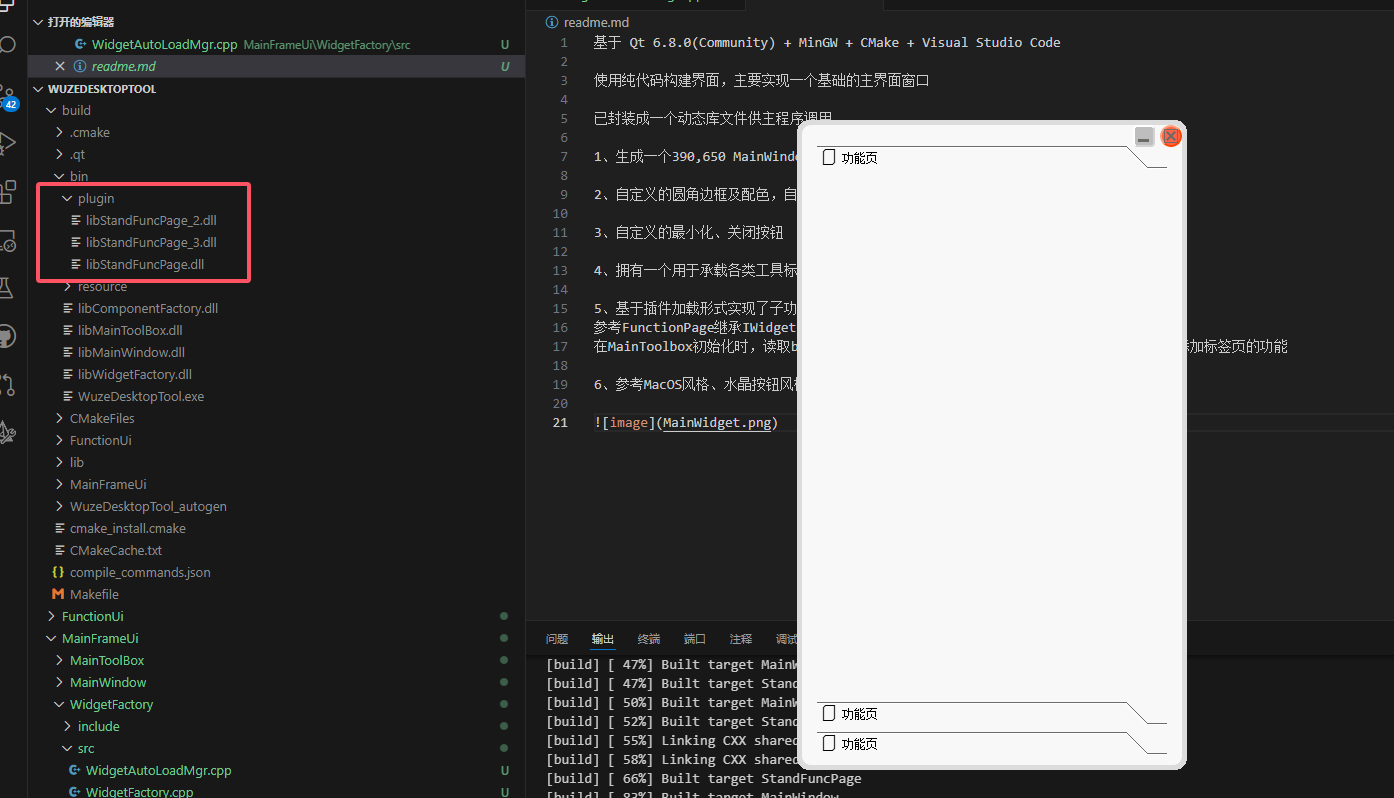 打开的编辑器
WidgetAutoLoadMgr.cpp MainFrameUi\WidgetFactory\src U
readme.md U
WUZEDESKTOPTOOL
build
.cmake
.qt
bin
plugin
libStandFuncPage_2.dll
libStandFuncPage_3.dll
libStandFuncPage.dll
resource
libComponentFactory.dll
libMainToolBox.dll
libMainWindow.dll
libWidgetFactory.dll
WuzeDesktopTool.exe
CMakeFiles
FunctionUi
lib
MainFrameUi
WuzeDesktopTool_autogen
cmake_install.cmake
CMakeCache.txt
compile_commands.json
Makefile
FunctionUi
MainFrameUi
MainToolBox
MainWindow
WidgetFactory
include
src
WidgetAutoLoadMgr.cpp U
WidgetFactory.cpp U
42
readme.md
1 基于 Qt 6.8.0(Community) + MinGW + CMake + Visual Studio Code
2
3 使用纯代码构建界面，主要实现一个基础的主界面窗口
4
5 已封装成一个动态库文件供主程序调用
6
7 1、生成一个390,650 MainWind
8
9 2、自定义的圆角边框及配色，自
10
11 3、自定义的最小化、关闭按钮
12
13 4、拥有一个用于承载各类工具标
14
15 5、基于插件加载形式实现了子功
16 参考FunctionPage继承IWidget
17 在MainToolbox初始化时，读取b 添加标签页的功能
18
19 6、参考MacOS风格、水晶按钮风格
20
21 ![image](MainWidget.png)
功能页
功能页
功能页
问题 输出 终端 端口 注释 调试
[build] [ 47%] Built target MainW
[build] [ 47%] Built target Stand
[build] [ 50%] Built target MainW
[build] [ 52%] Built target Stand
[build] [ 55%] Linking CXX shared
[build] [ 58%] Linking CXX shared
[build] [ 66%] Built target StandFuncPage
[build] [ 83%] Built target MainWindow